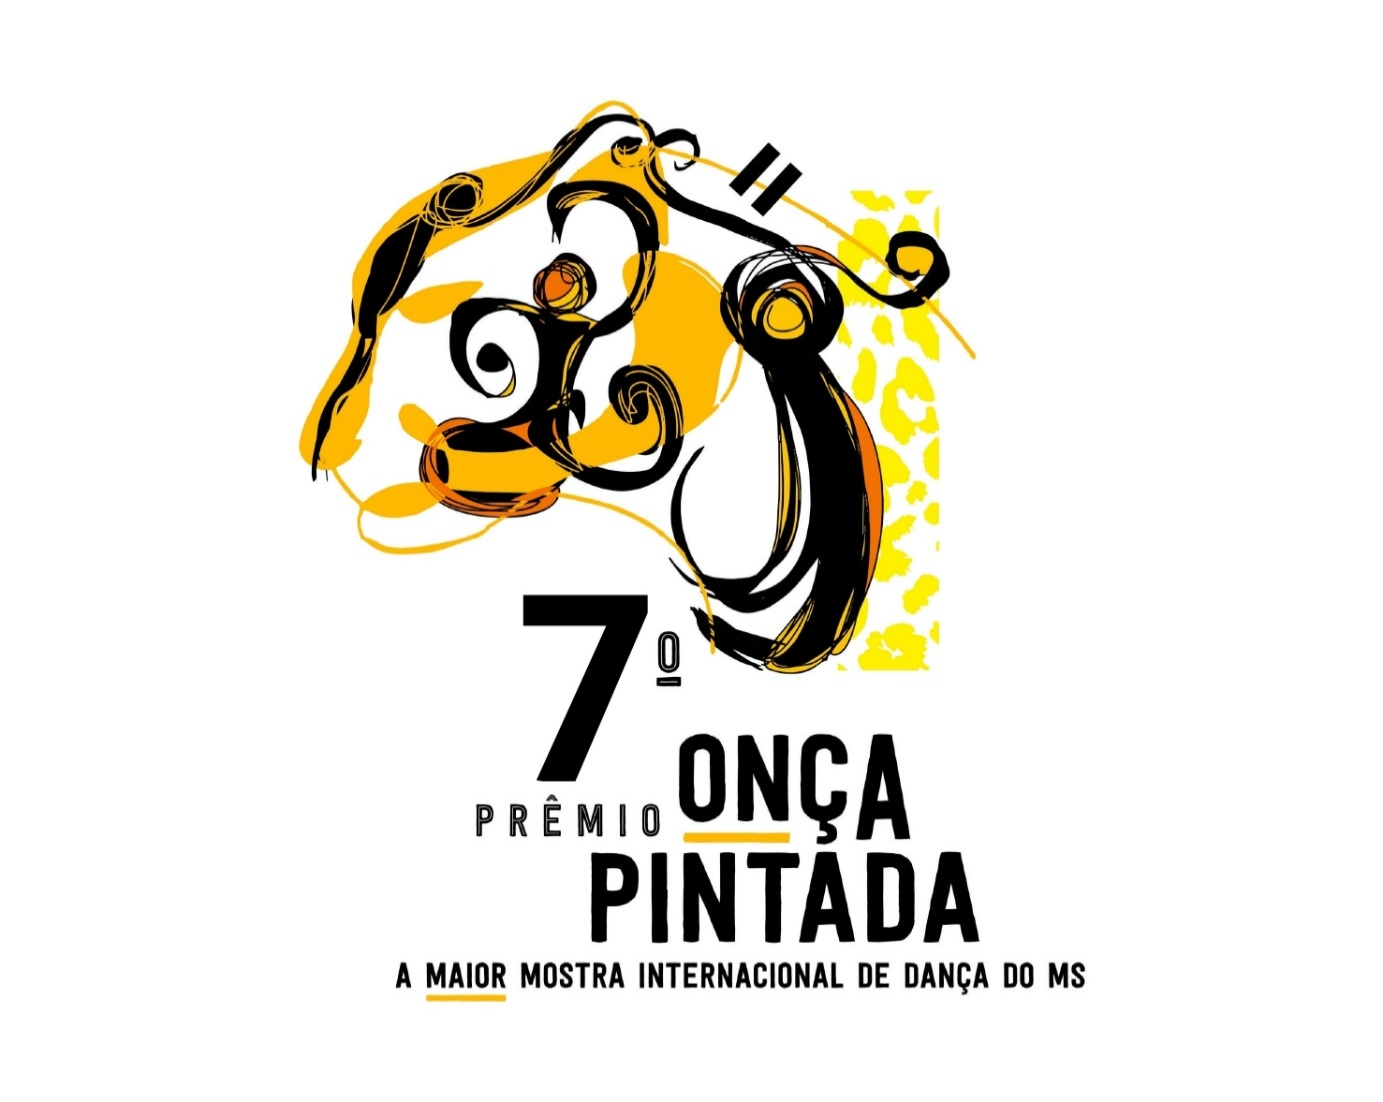 7º
PRÊMIO ONÇA
PINTADA
A MAIOR MOSTRA INTERNACIONAL DE DANÇA DO MS